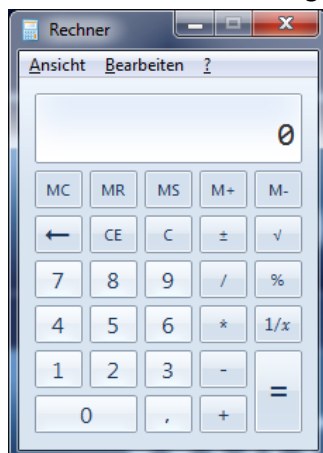 Rechner
Ansicht Bearbeiten ?
0
MC MR MS M+ M-
← CE C ± √
7 8 9 / %
4 5 6 * 1/x
1 2 3 - =
0 , +